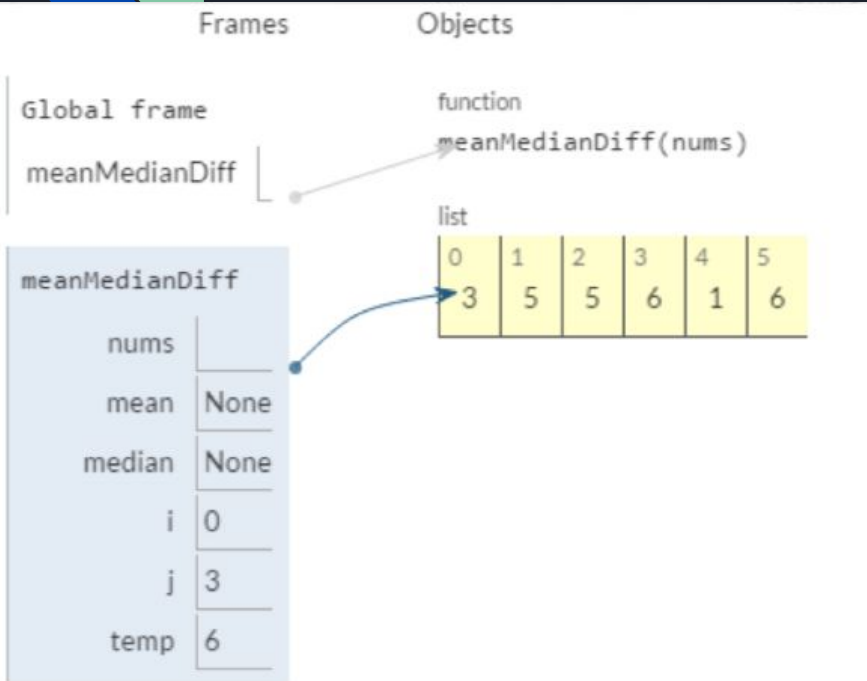 Frames Objects
Global frame
function
meanMedianDiff
meanMedianDiff(nums)
list
0 1 2 3 4 5
3 5 5 6 1 6
meanMedianDiff
nums
mean None
median None
i 0
j 3
temp 6